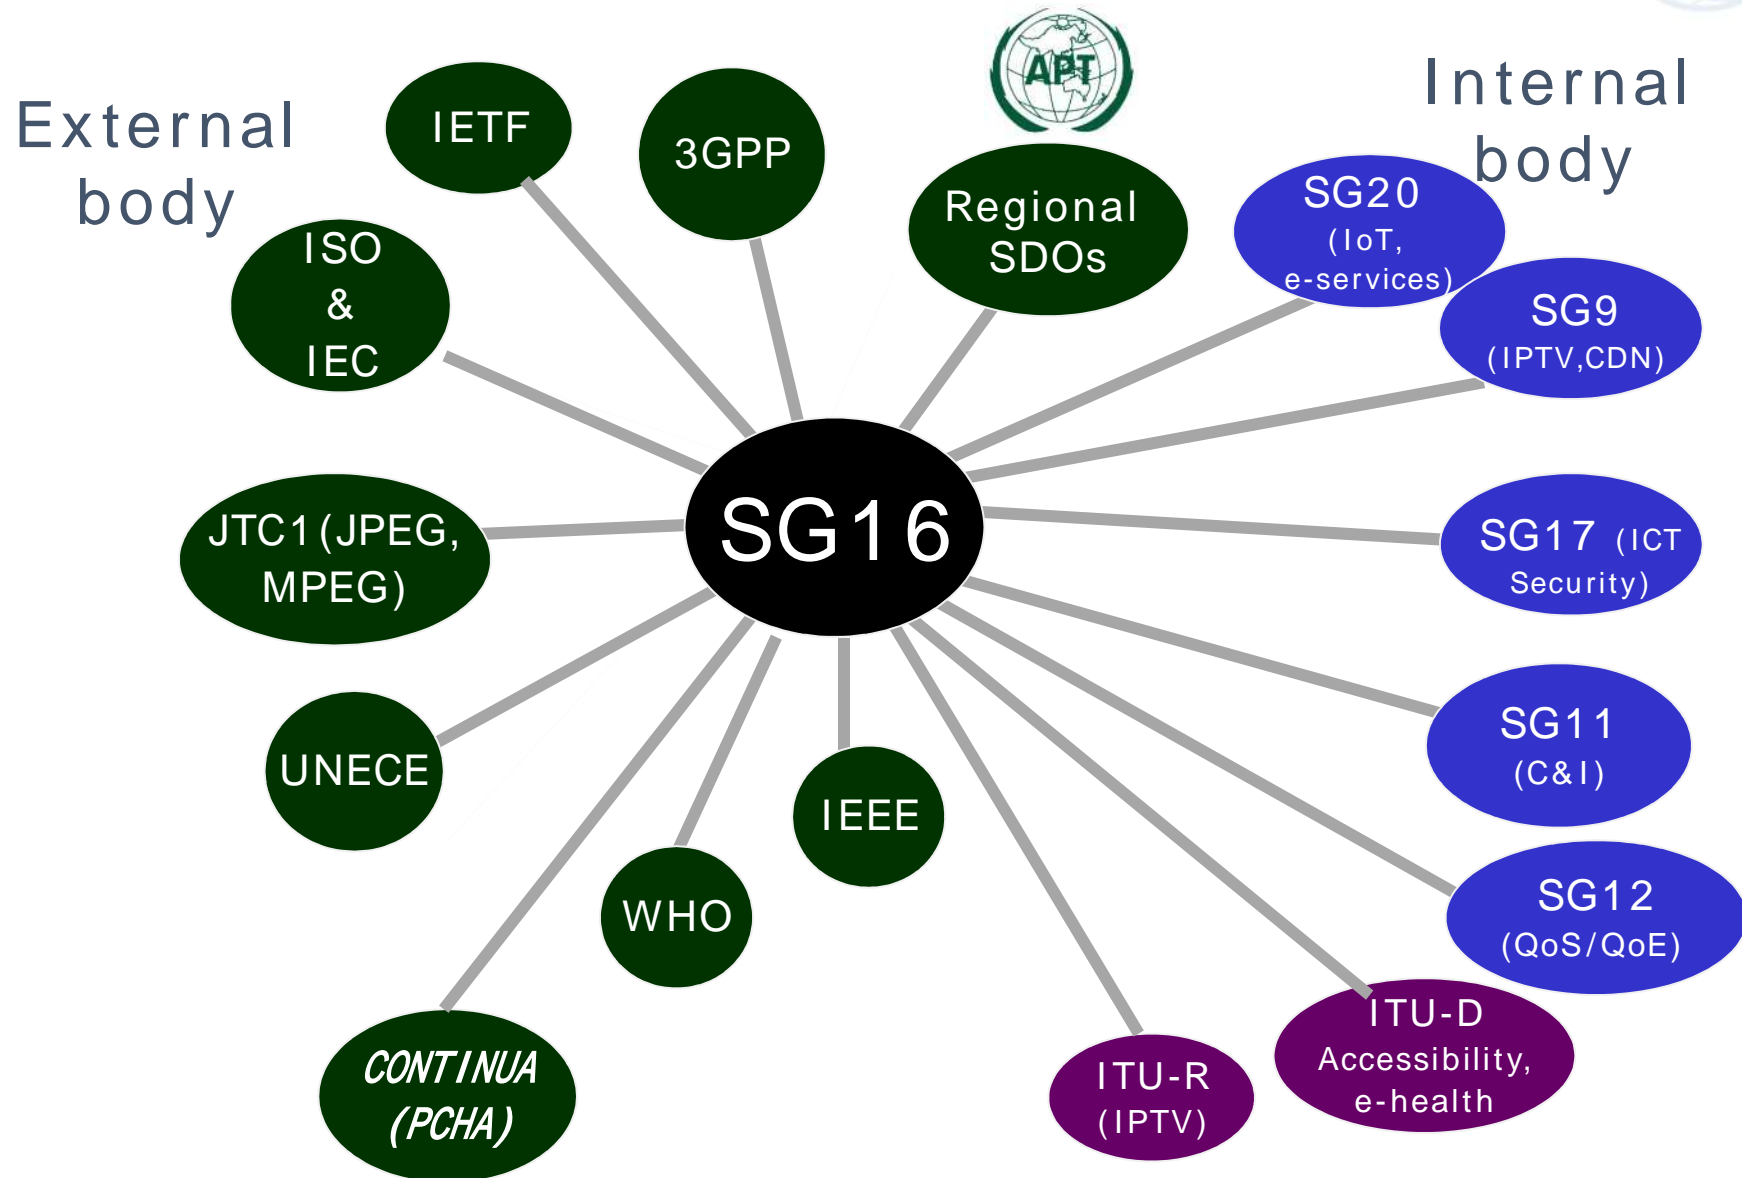 External
body
Internal
body
APT
IETF
3GPP
Regional
SDOs
SG20
(IoT,
e-services)
ISO
&
IEC
SG9
(IPTV,CDN)
SG16
JTC1(JPEG,
MPEG)
SG17 (ICT
Security)
UNECE
SG11
(C&I)
IEEE
WHO
SG12
(QoS/QoE)
CONTINUA
(PCHA)
ITU-R
(IPTV)
ITU-D
Accessibility,
e-health